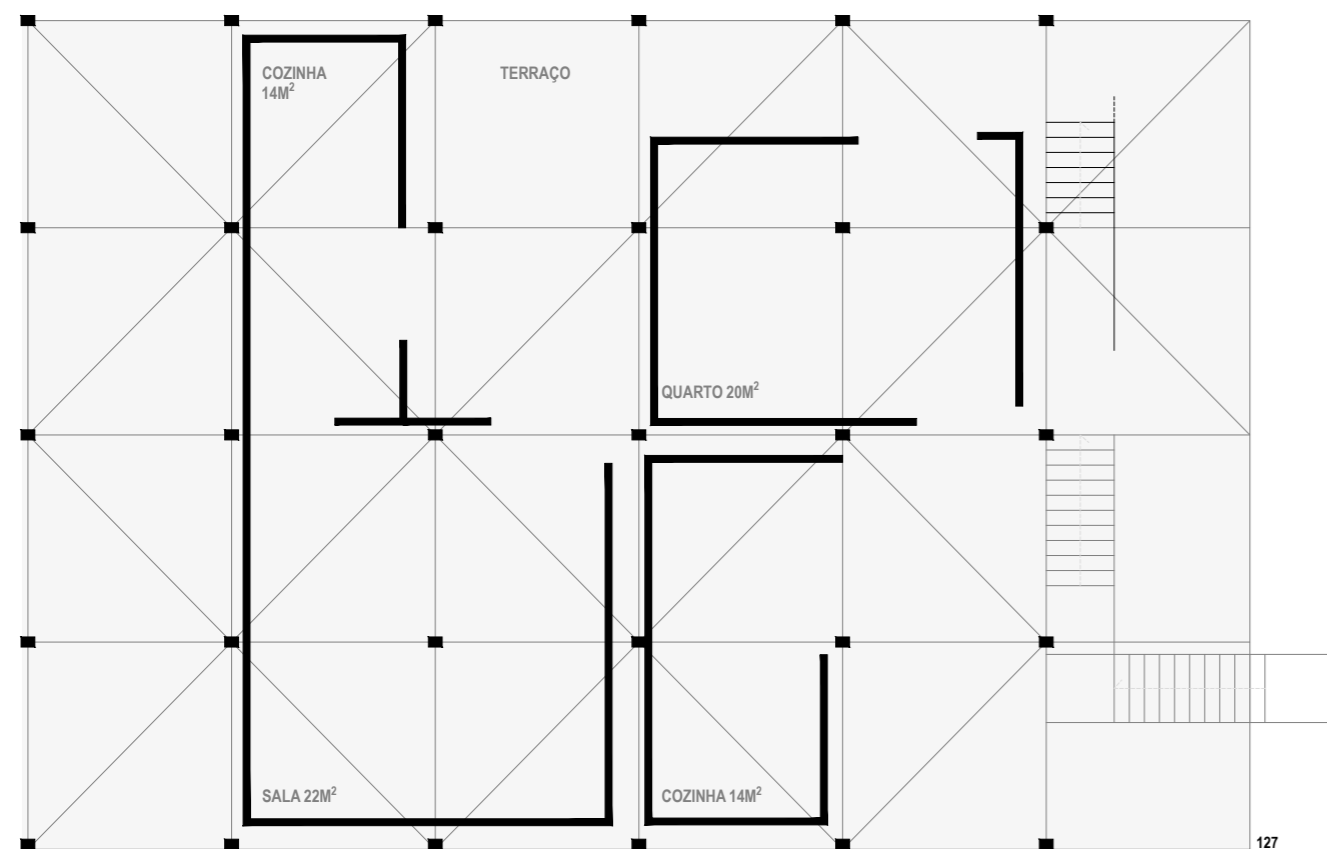 COZINHA
14M²
TERRAÇO
QUARTO 20M²
SALA 22M²
COZINHA 14M²
127